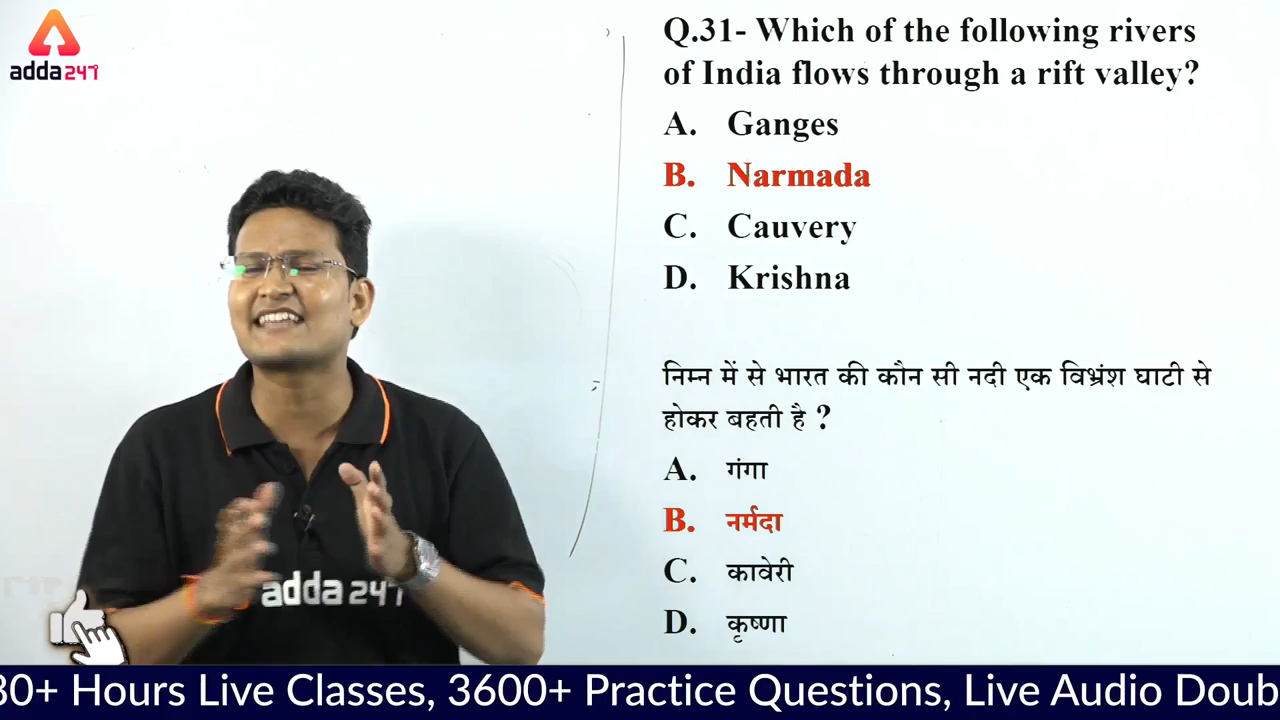 adda247
Q.31- Which of the following rivers
of India flows through a rift valley?
A. Ganges
B. Narmada
C. Cauvery
D. Krishna
निम्न में से भारत की कौन सी नदी एक विभ्रंश घाटी से
होकर बहती है ?
A. गंगा
B. नर्मदा
C. कावेरी
D. कृष्णा
adda247
30+ Hours Live Classes, 3600+ Practice Questions, Live Audio Doub